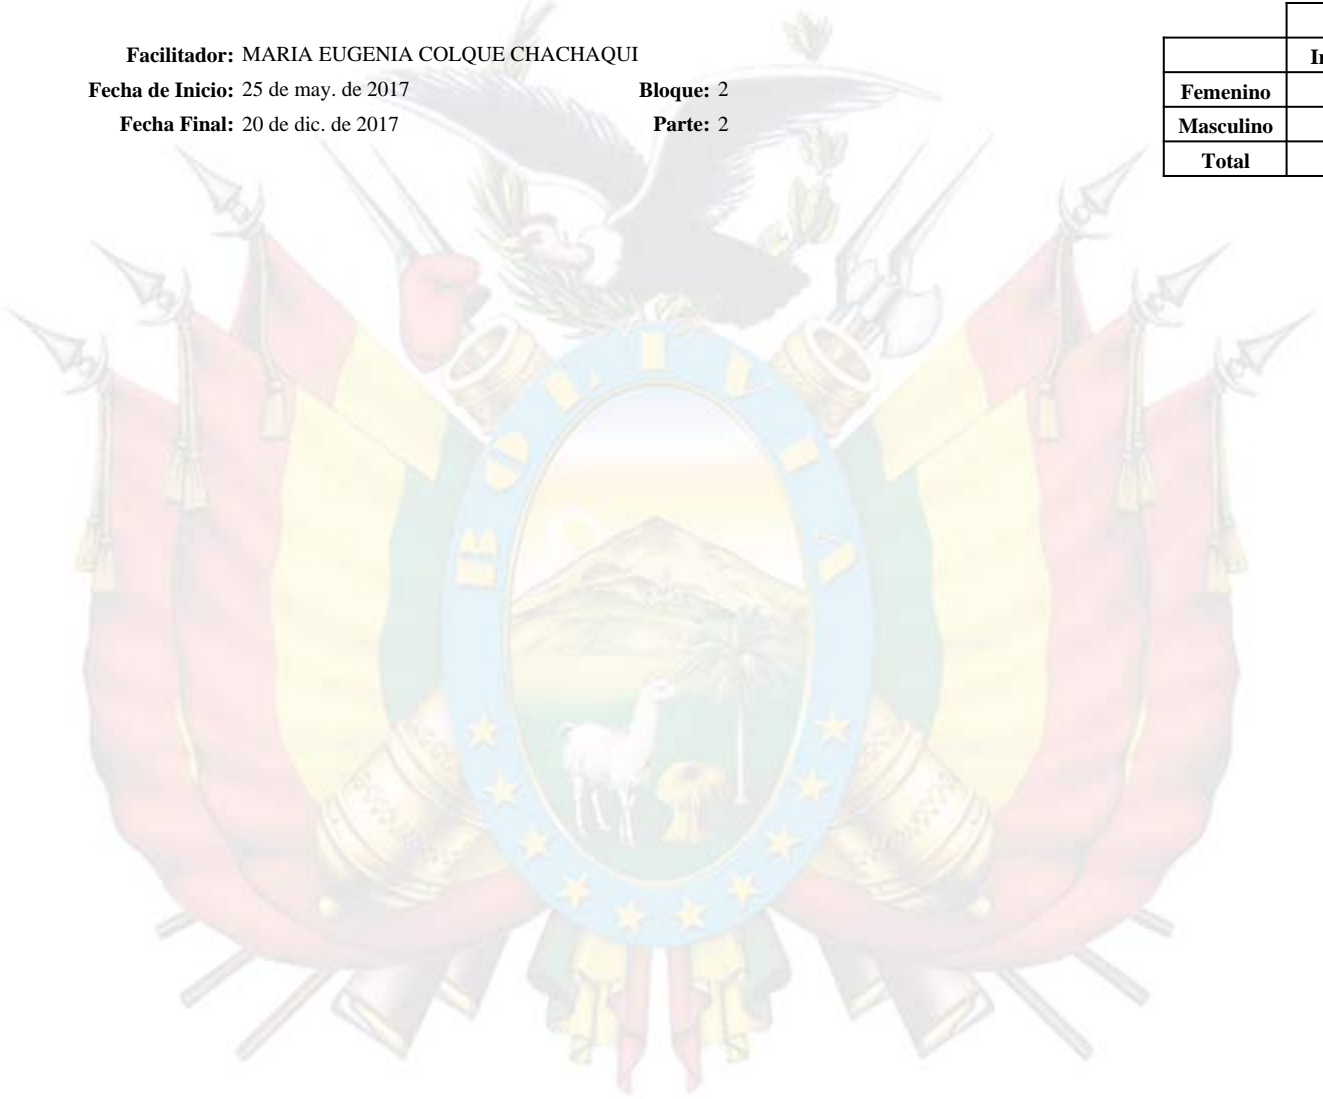 Facilitador: MARIA EUGENIA COLQUE CHACHAQUI
Fecha de Inicio: 25 de may. de 2017 Bloque: 2
Fecha Final: 20 de dic. de 2017 Parte: 2
Femenino
Masculino
Total
BOLIVIA